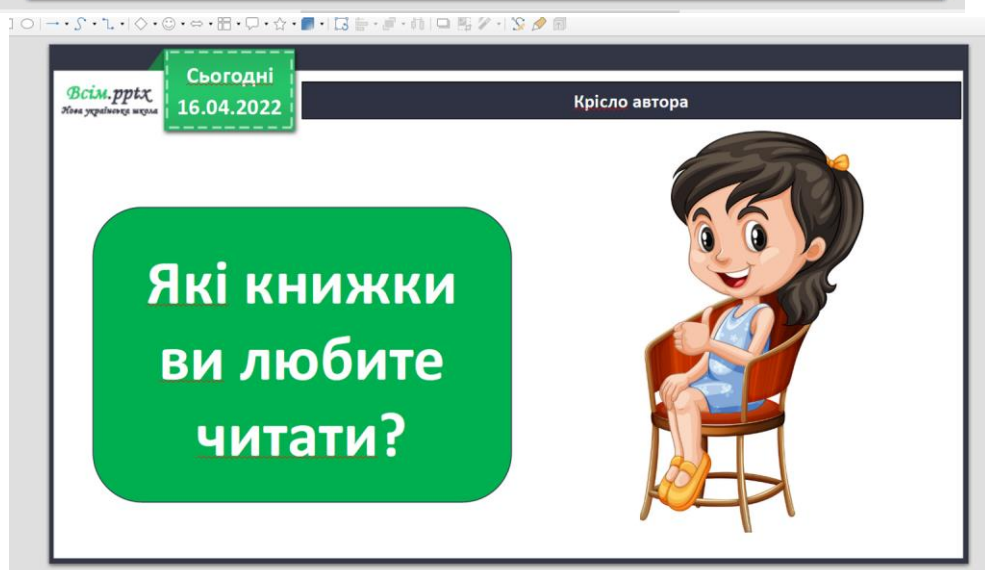 Сьогодні
16.04.2022
Всім.pptx
Нова українська школа
Крісло автора
Які книжки
ви любите
читати?